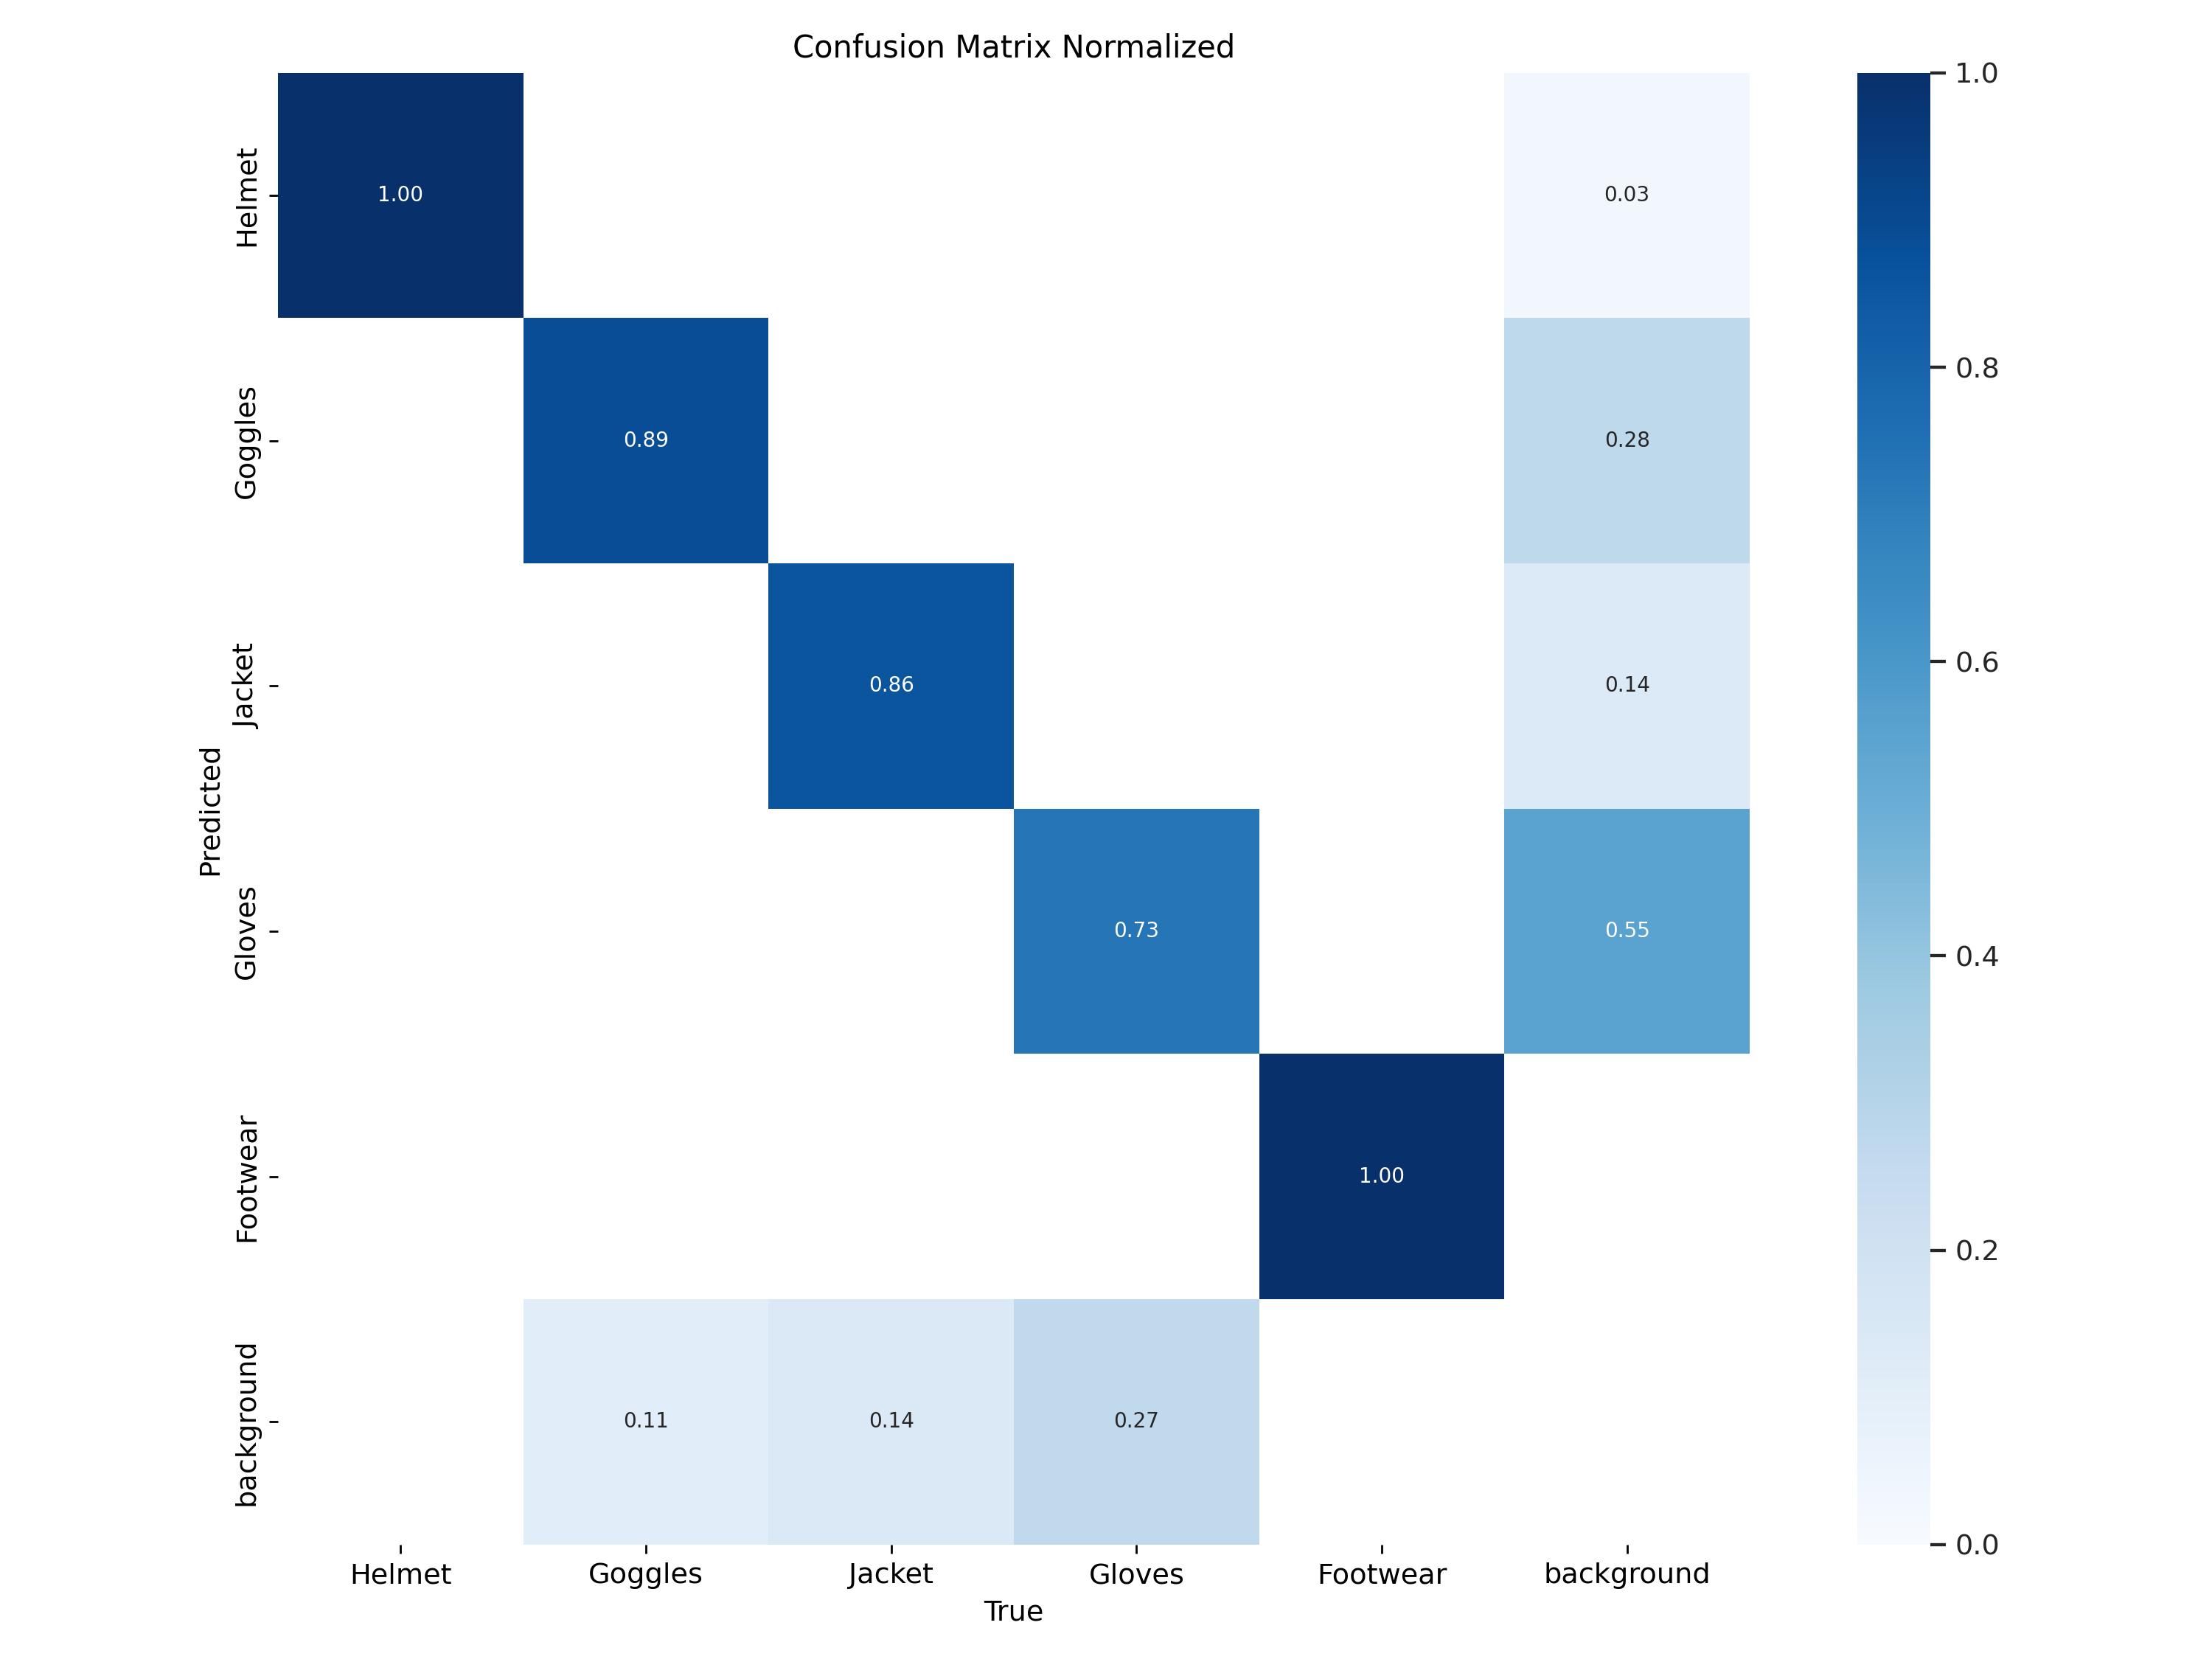 Confusion Matrix Normalized
Helmet
1.00
0.03
1.0
Goggles
0.89
0.28
0.8
Jacket
0.86
0.14
0.6
Predicted
Gloves
0.73
0.55
0.4
Footwear
1.00
0.2
background
0.11
0.14
0.27
0.0
Helmet Goggles Jacket Gloves Footwear background
True